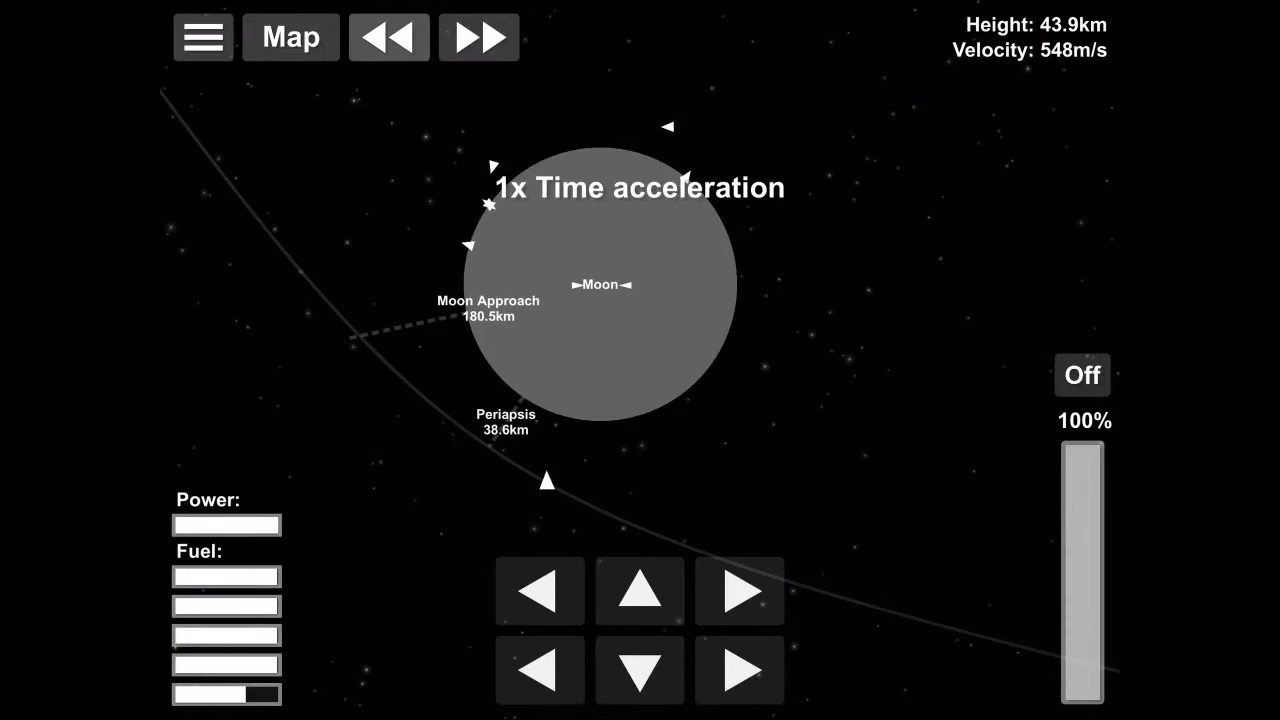 Map
Height: 43.9km
Velocity: 548m/s
1x Time acceleration
Moon
Moon Approach
180.5km
Off
Periapsis
38.6km
100%
Power:
Fuel: